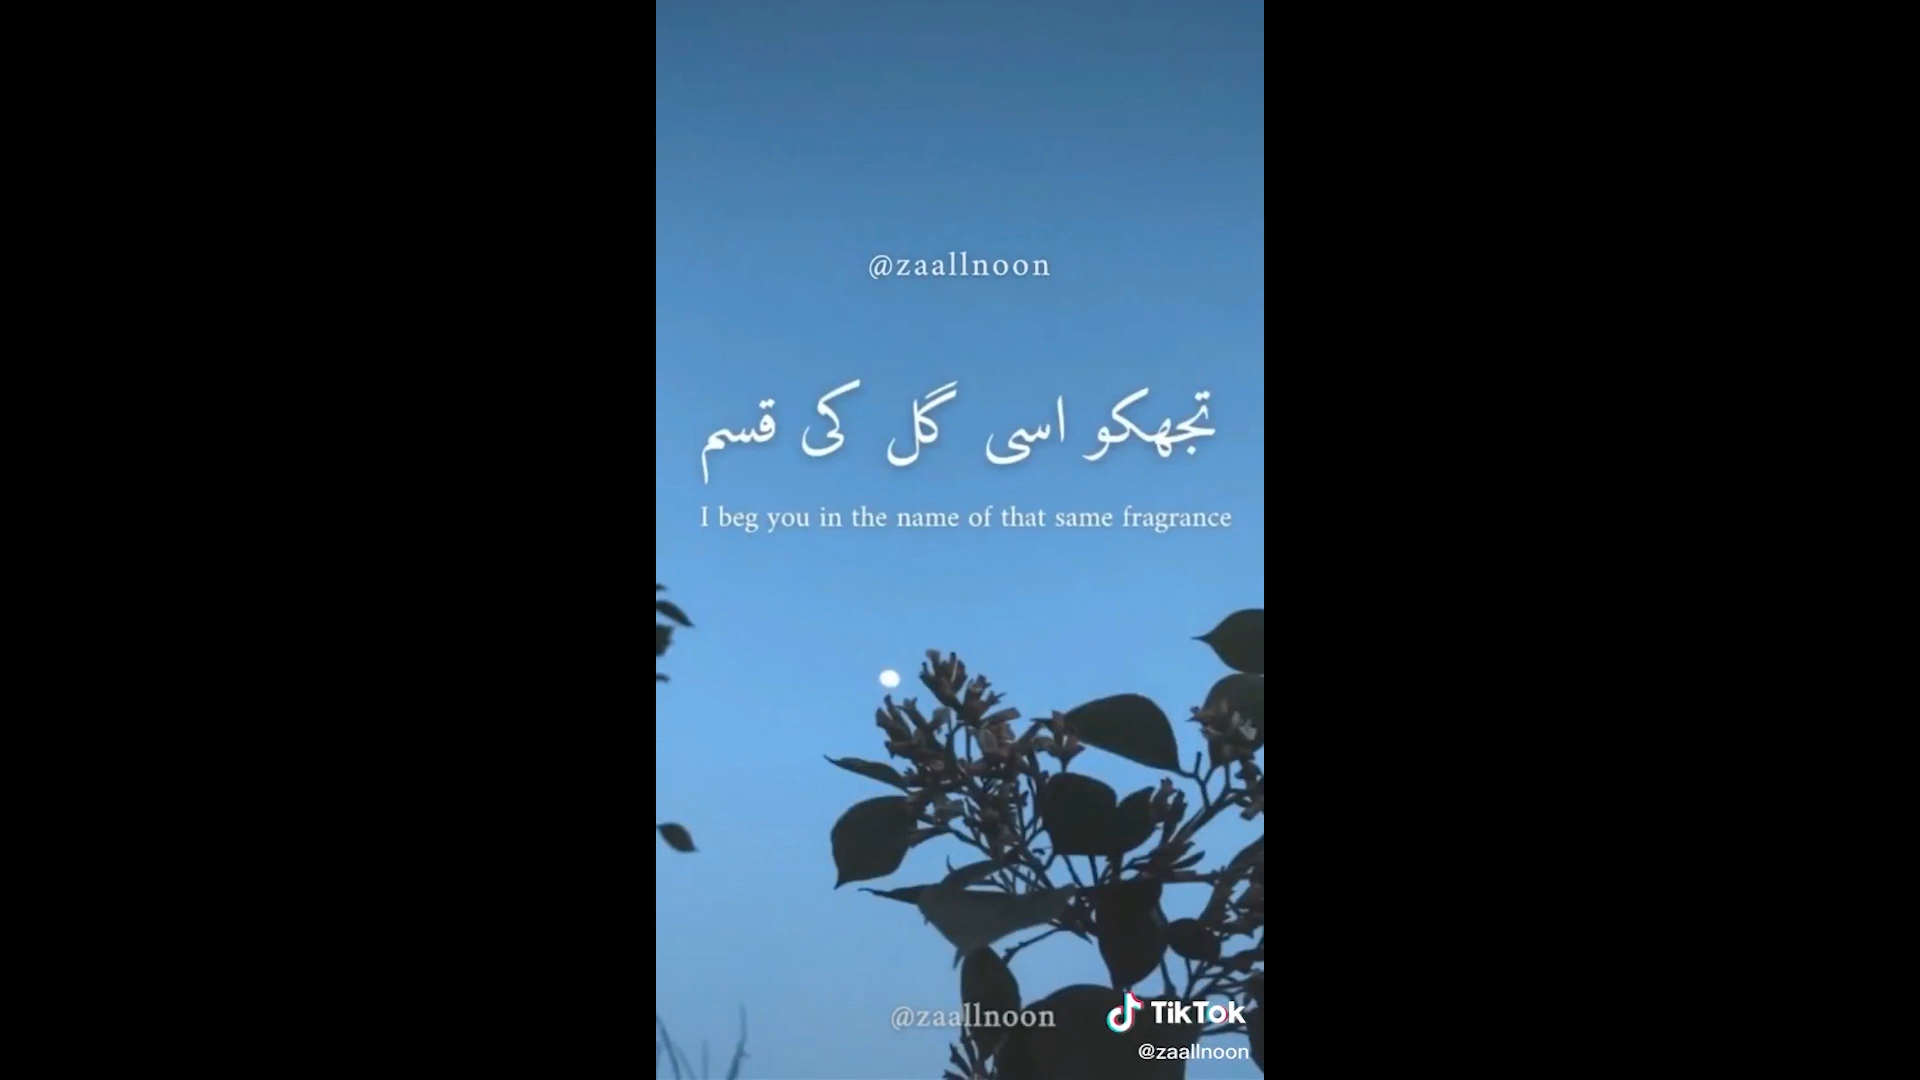 @zaallnoon
تجھکو اسی گل کی قسم
I beg you in the name of that same fragrance
@zaallnoon
TikTok
@zaallnoon